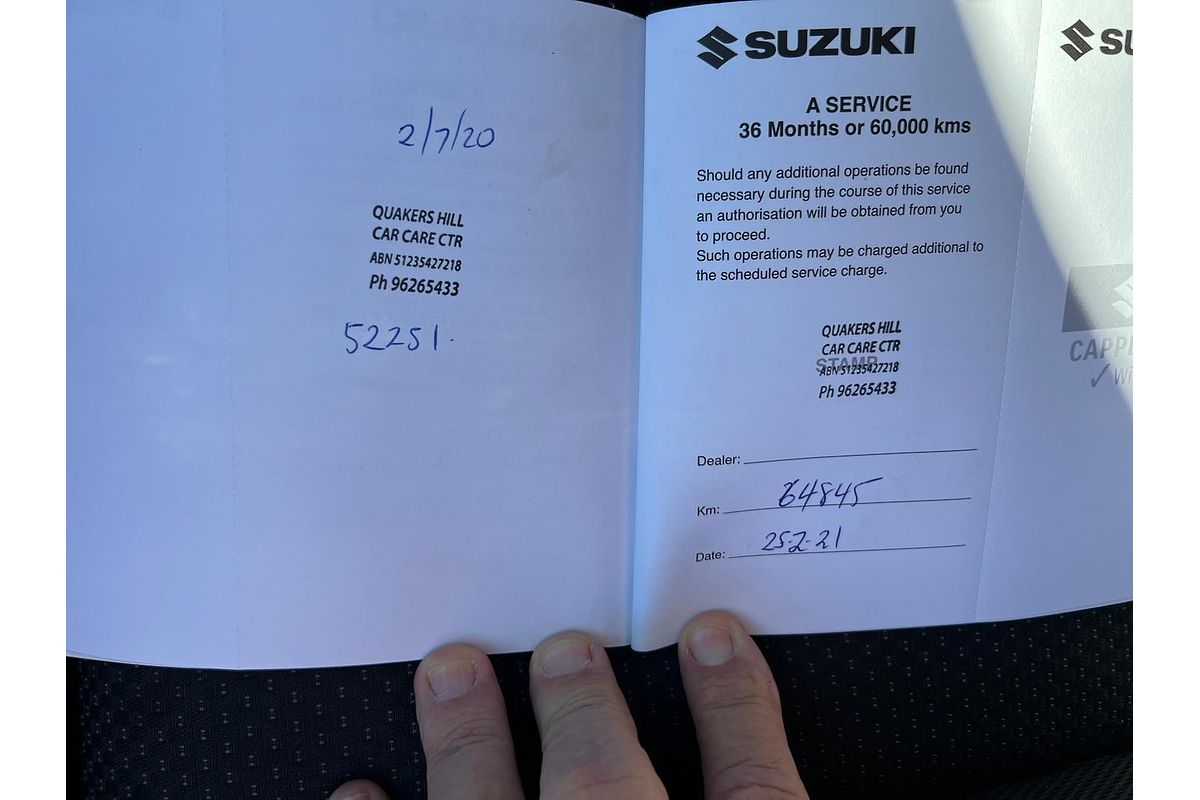 2/7/20
QUAKERS HILL
CAR CARE CTR
ABN 51235427218
Ph 96265433
52251.
SUZUKI
A SERVICE
36 Months or 60,000 kms
Should any additional operations be found
necessary during the course of this service
an authorisation will be obtained from you
to proceed.
Such operations may be charged additional to
the scheduled service charge.
QUAKERS HILL
CAR CARE CTR
STAMP
ABN 51235427218
Ph 96265433
Dealer:
Km: 64845
Date: 25-2-21
SU
CAPPE
✓ Wi